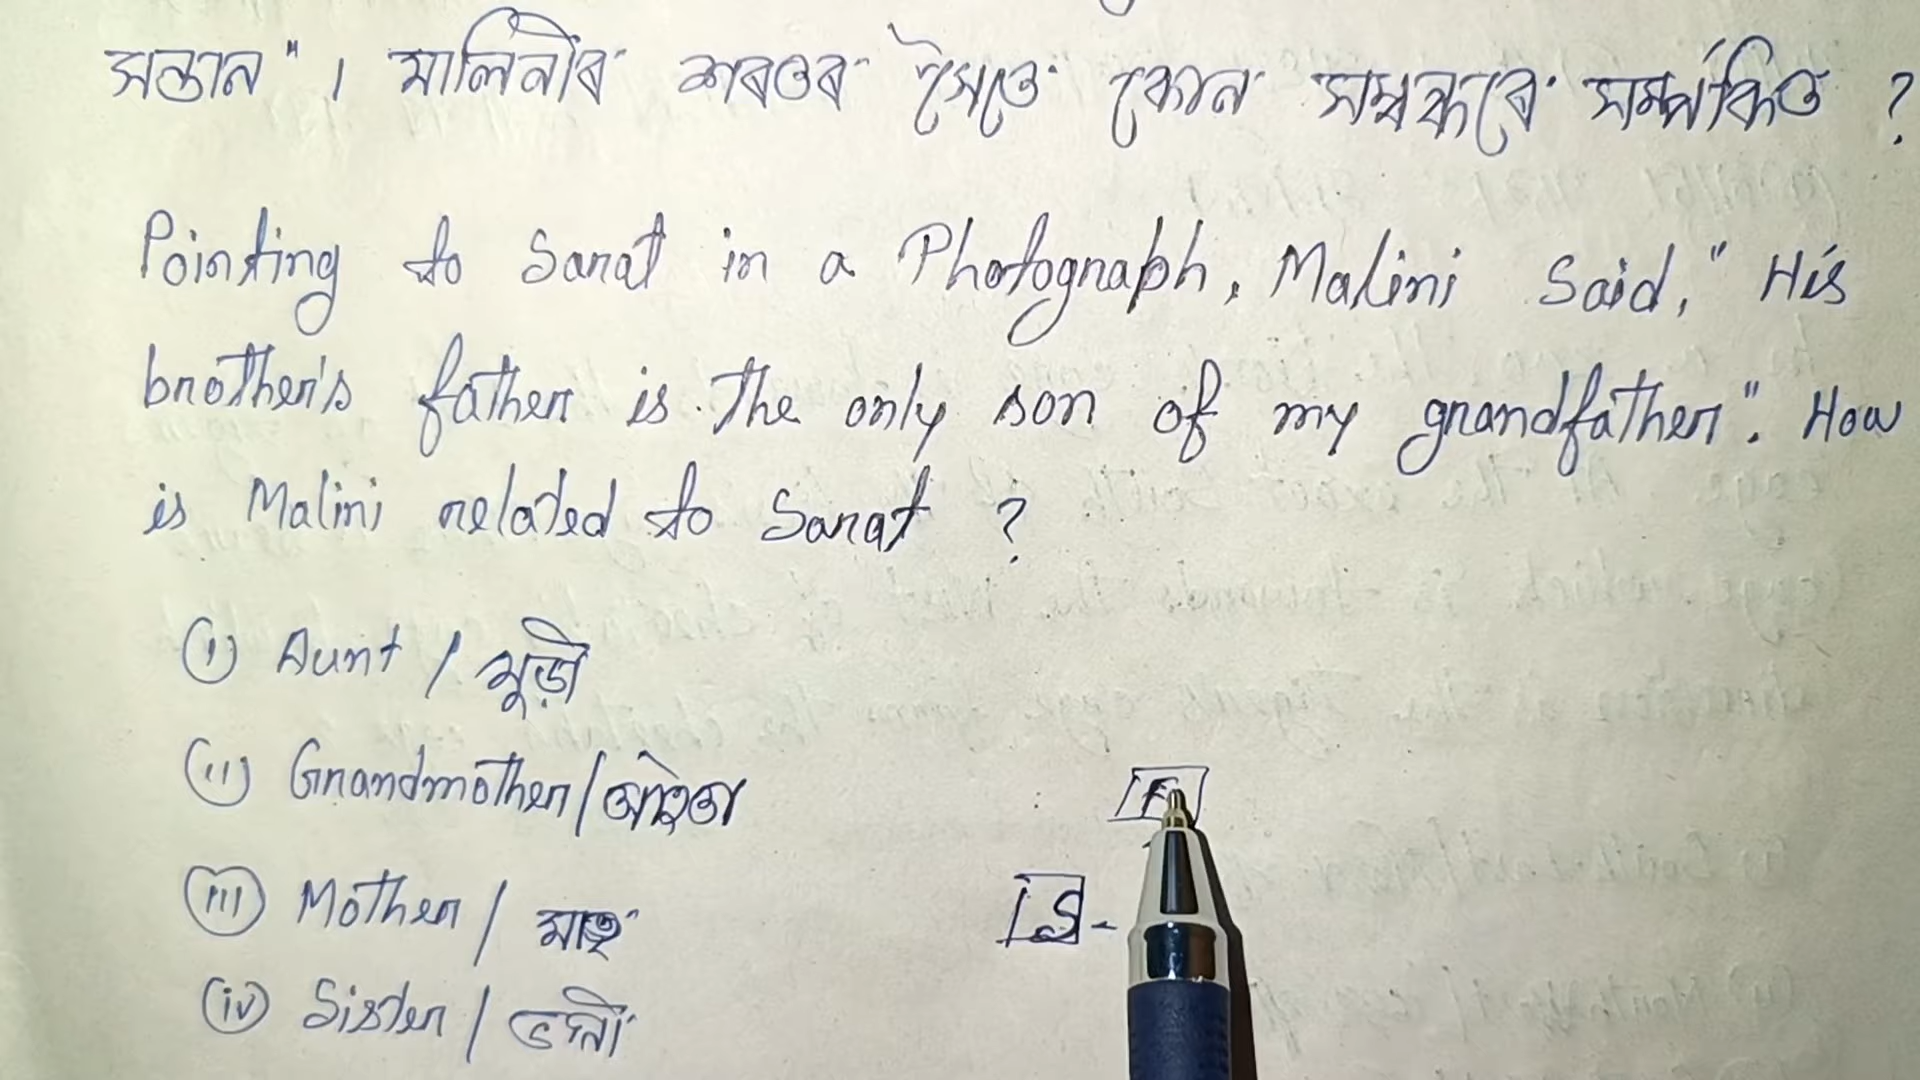 সন্তান"। মালিনীৰ শৰতৰ সৈতে কোন সম্বন্ধৰে সম্পৰ্কিত ?
Pointing to Sarat in a Photograph, Malini Said," His
brother's father is the only son of my grandfather". How
is Malini related to Sarat ?
(i) Aunt / খুড়ী
(ii) Grandmother / আইতা
(iii) Mother / মাতৃ
(iv) Sister / ভগ্নী
F
S -